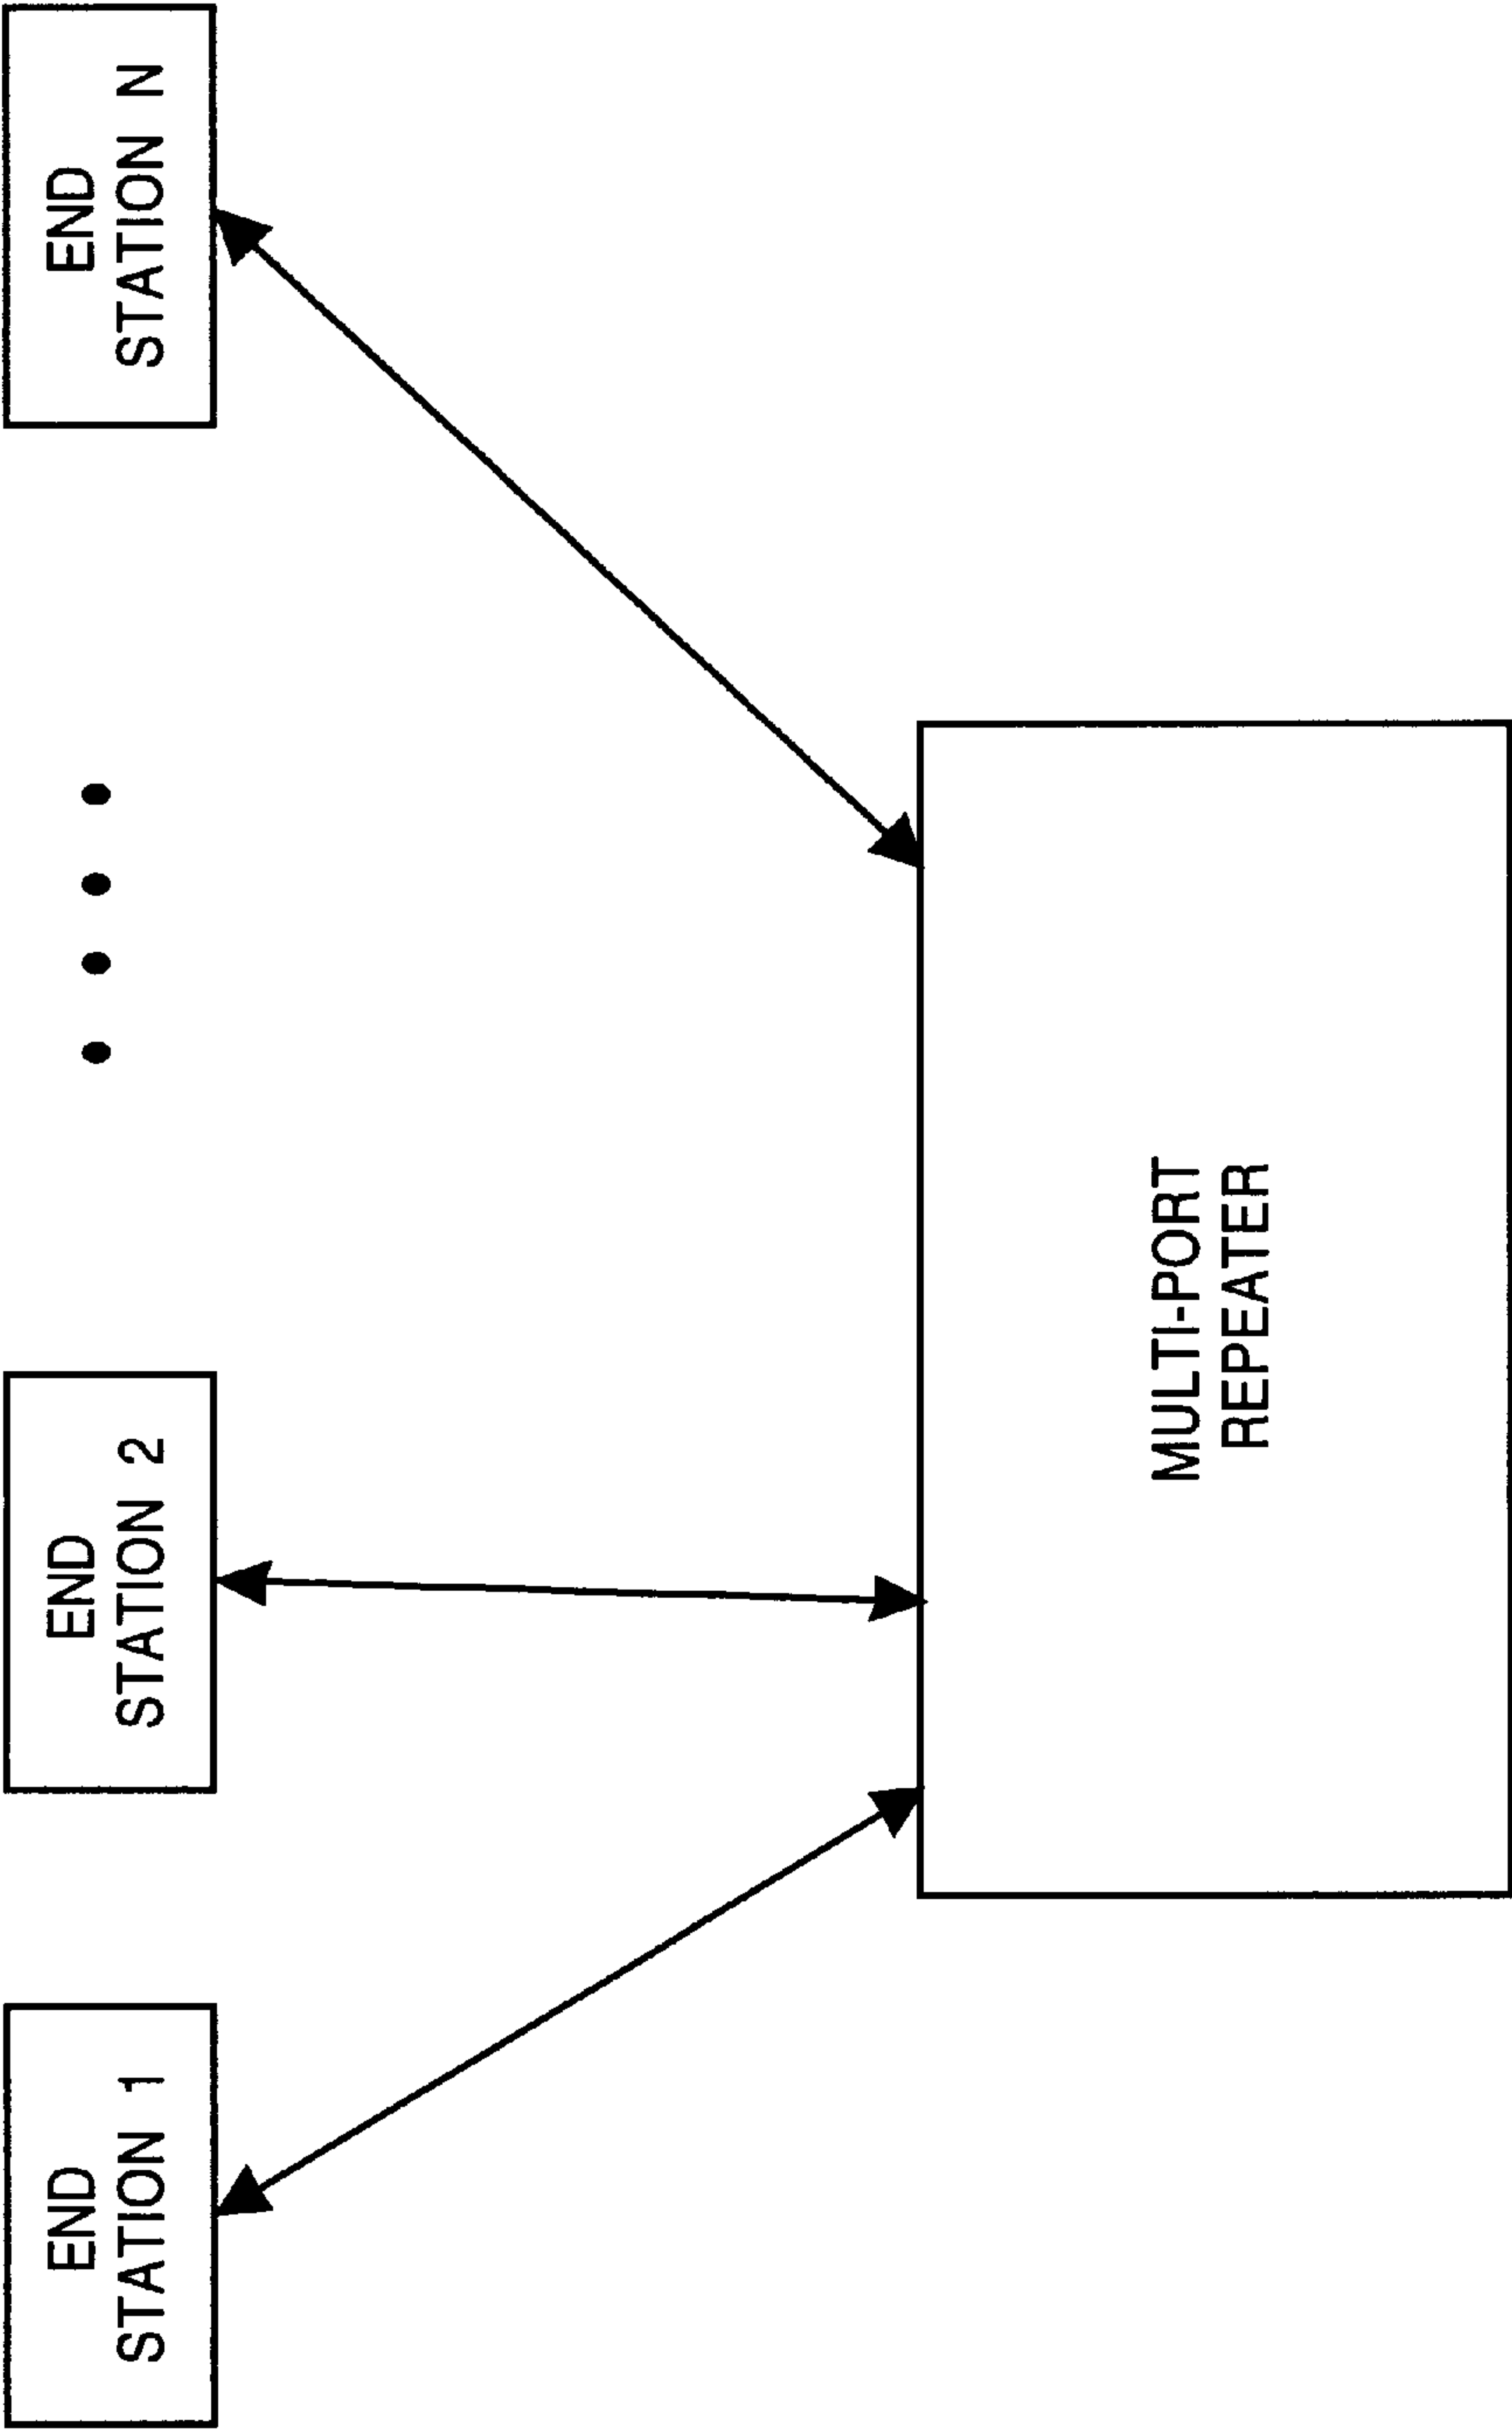 END
STATION 1
END
STATION 2
END
STATION N
MULTI-PORT
REPEATER